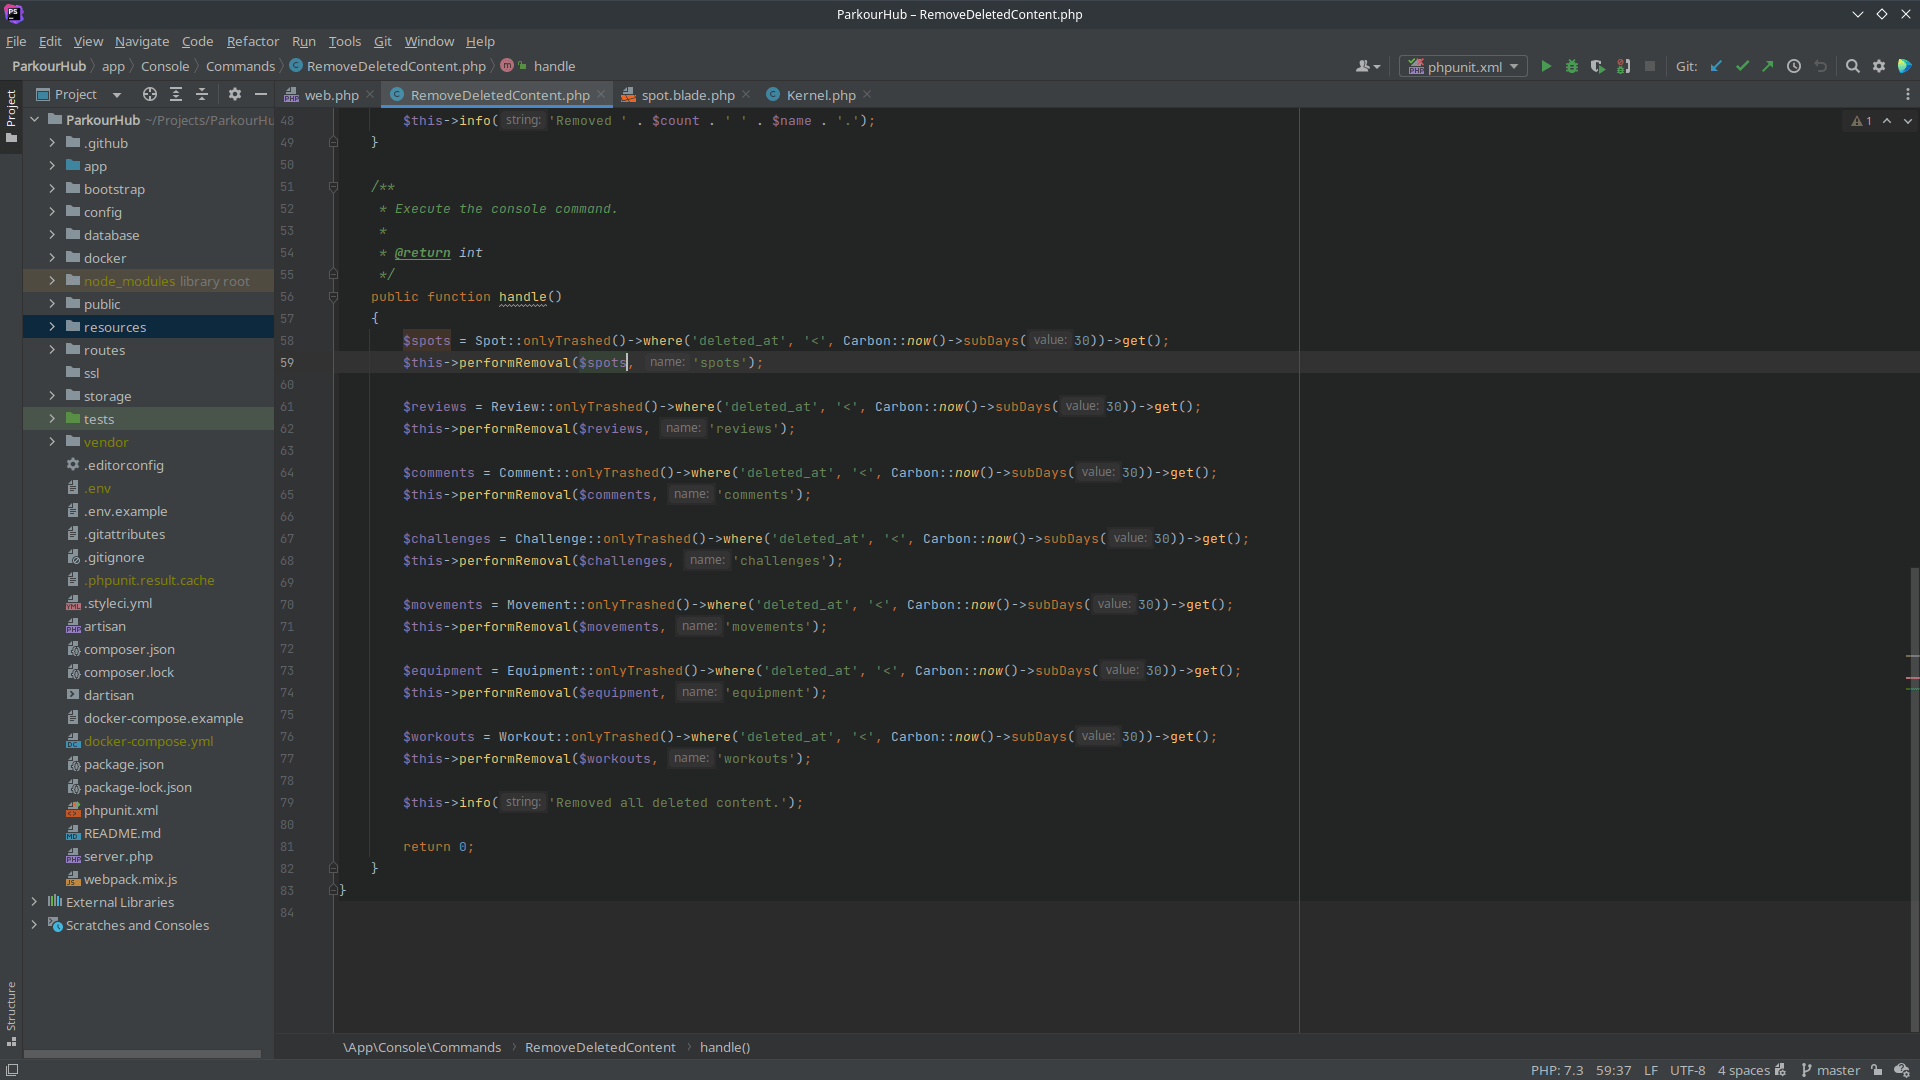 PS
ParkourHub – RemoveDeletedContent.php
File Edit View Navigate Code Refactor Run Tools Git Window Help
ParkourHub app Console Commands RemoveDeletedContent.php handle
phpunit.xml Git:
Project web.php RemoveDeletedContent.php spot.blade.php Kernel.php
Project
Structure
ParkourHub ~/Projects/ParkourHu
.github
app
bootstrap
config
database
docker
node_modules library root
public
resources
routes
ssl
storage
tests
vendor
.editorconfig
.env
.env.example
.gitattributes
.gitignore
.phpunit.result.cache
.styleci.yml
artisan
composer.json
composer.lock
dartisan
docker-compose.example
docker-compose.yml
package.json
package-lock.json
phpunit.xml
README.md
server.php
webpack.mix.js
External Libraries
Scratches and Consoles
1
48 $this->info( string: 'Removed ' . $count . ' ' . $name . '.');
49 }
50
51 /**
52 * Execute the console command.
53 *
54 * @return int
55 */
56 public function handle()
57 {
58 $spots = Spot::onlyTrashed()->where('deleted_at', '<', Carbon::now()->subDays( value: 30))->get();
59 $this->performRemoval($spots, name: 'spots');
60
61 $reviews = Review::onlyTrashed()->where('deleted_at', '<', Carbon::now()->subDays( value: 30))->get();
62 $this->performRemoval($reviews, name: 'reviews');
63
64 $comments = Comment::onlyTrashed()->where('deleted_at', '<', Carbon::now()->subDays( value: 30))->get();
65 $this->performRemoval($comments, name: 'comments');
66
67 $challenges = Challenge::onlyTrashed()->where('deleted_at', '<', Carbon::now()->subDays( value: 30))->get();
68 $this->performRemoval($challenges, name: 'challenges');
69
70 $movements = Movement::onlyTrashed()->where('deleted_at', '<', Carbon::now()->subDays( value: 30))->get();
71 $this->performRemoval($movements, name: 'movements');
72
73 $equipment = Equipment::onlyTrashed()->where('deleted_at', '<', Carbon::now()->subDays( value: 30))->get();
74 $this->performRemoval($equipment, name: 'equipment');
75
76 $workouts = Workout::onlyTrashed()->where('deleted_at', '<', Carbon::now()->subDays( value: 30))->get();
77 $this->performRemoval($workouts, name: 'workouts');
78
79 $this->info( string: 'Removed all deleted content.');
80
81 return 0;
82 }
83 }
84
\App\Console\Commands RemoveDeletedContent handle()
PHP: 7.3 59:37 LF UTF-8 4 spaces master